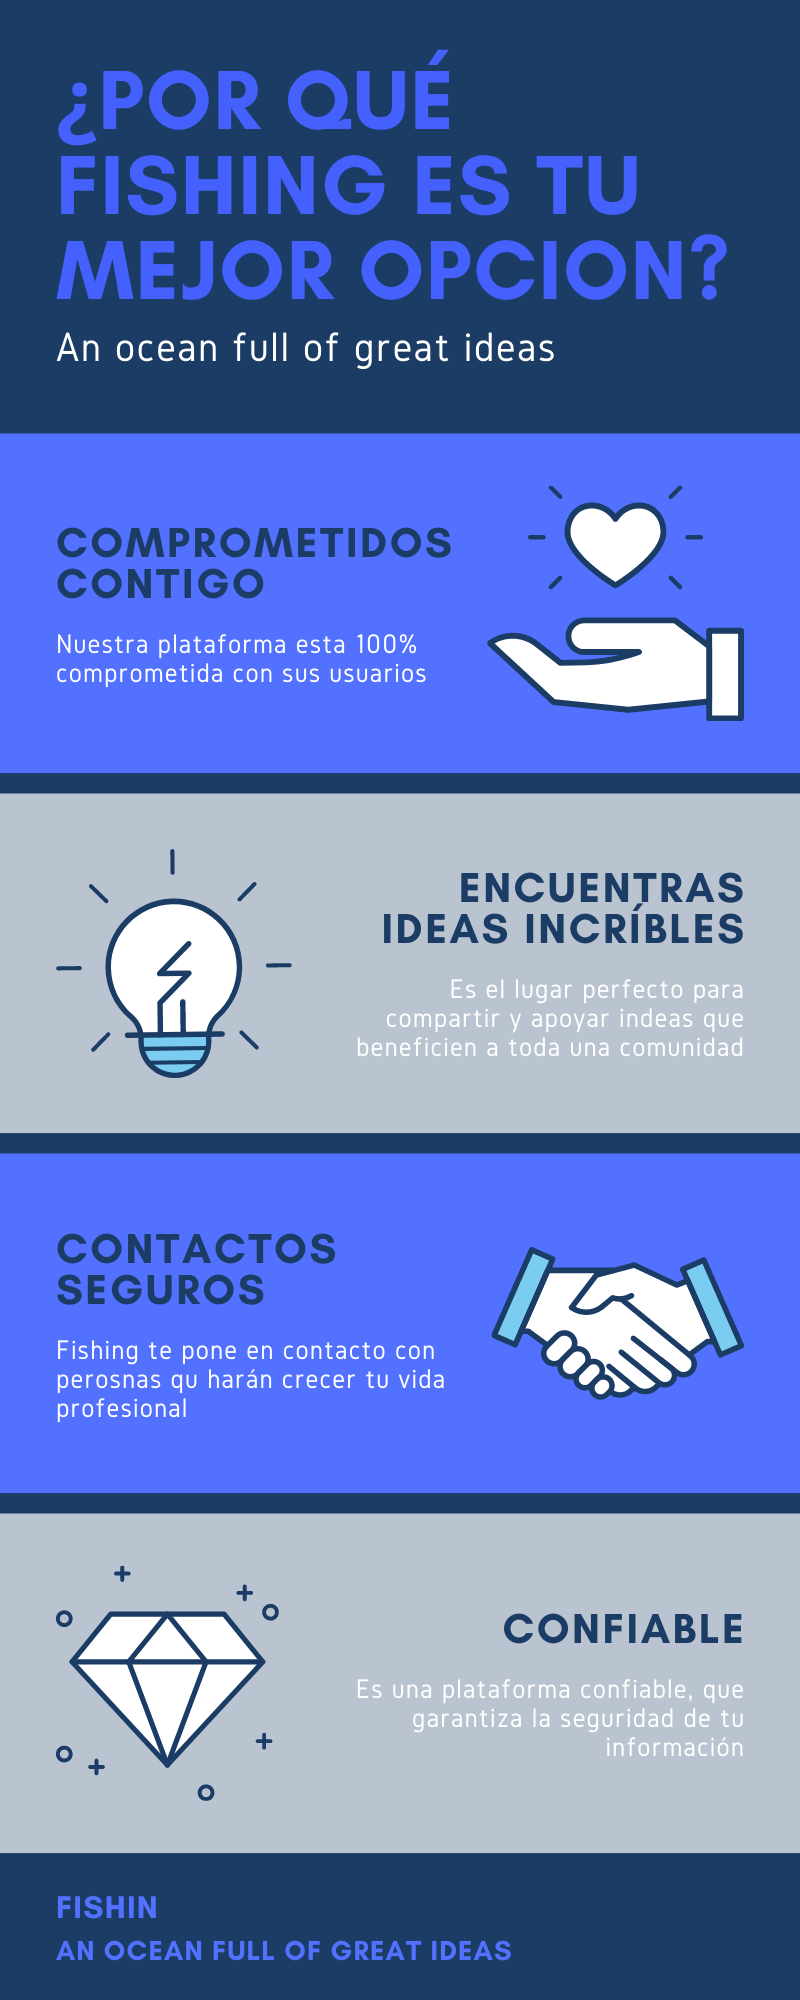 ¿POR QUÉ
FISHING ES TU
MEJOR OPCION?
An ocean full of great ideas
COMPROMETIDOS
CONTIGO
Nuestra plataforma esta 100%
comprometida con sus usuarios
ENCUENTRAS
IDEAS INCRÍBLES
Es el lugar perfecto para
compartir y apoyar indeas que
beneficien a toda una comunidad
CONTACTOS
SEGUROS
Fishing te pone en contacto con
perosnas qu harán crecer tu vida
profesional
CONFIABLE
Es una plataforma confiable, que
garantiza la seguridad de tu
información
FISHIN
AN OCEAN FULL OF GREAT IDEAS